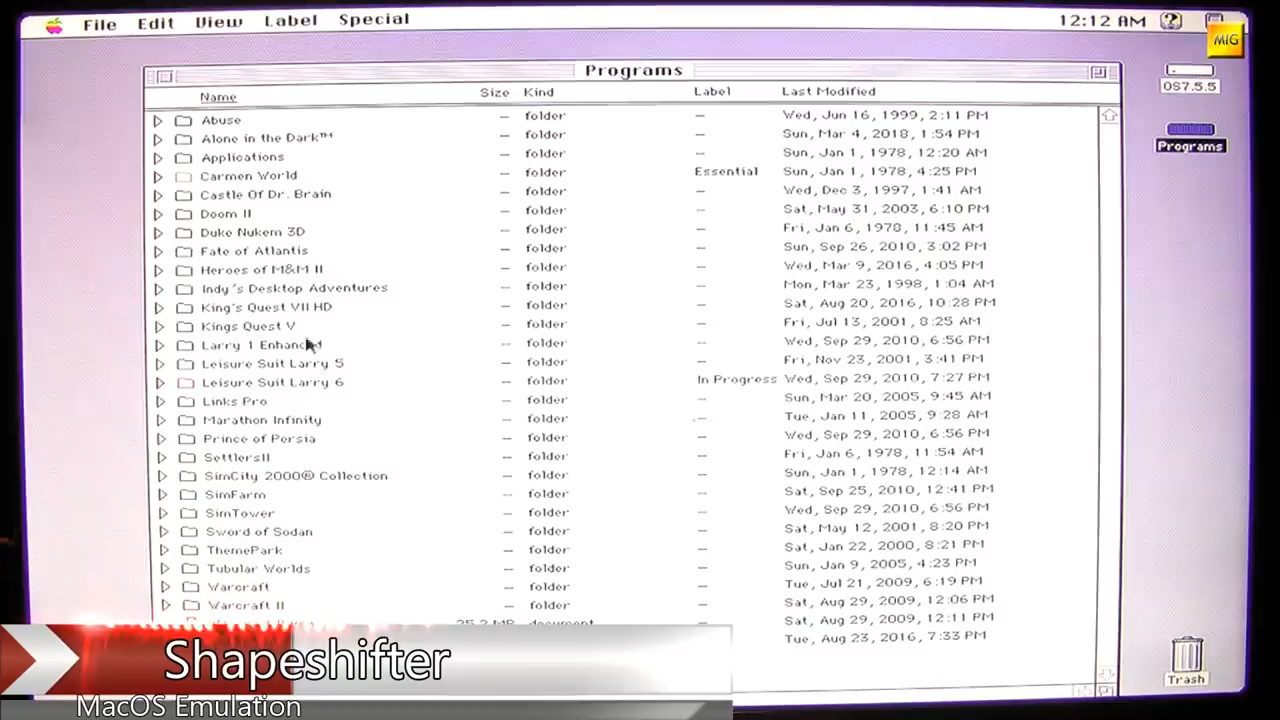 File Edit View Label Special 12:12 AM
MIG
Programs
Name Size Kind Label Last Modified
OS7.5.5
Programs
Abuse – folder – Wed, Jun 16, 1999, 2:11 PM
Alone in the Dark™ – folder – Sun, Mar 4, 2018, 1:54 PM
Applications – folder – Sun, Jan 1, 1978, 12:20 AM
Carmen World – folder Essential Sun, Jan 1, 1978, 4:25 PM
Castle Of Dr. Brain – folder – Wed, Dec 3, 1997, 1:41 AM
Doom II – folder – Sat, May 31, 2003, 6:10 PM
Duke Nukem 3D – folder – Fri, Jan 6, 1978, 11:45 AM
Fate of Atlantis – folder – Sun, Sep 26, 2010, 3:02 PM
Heroes of M&M II – folder – Wed, Mar 9, 2016, 4:05 PM
Indy's Desktop Adventures – folder – Mon, Mar 23, 1998, 1:04 AM
King's Quest VII HD – folder – Sat, Aug 20, 2016, 10:28 PM
Kings Quest V – folder – Fri, Jul 13, 2001, 8:25 AM
Larry 1 – folder – Wed, Sep 29, 2010, 6:56 PM
Leisure Suit Larry 5 – folder – Fri, Nov 23, 2001, 3:41 PM
Leisure Suit Larry 6 – folder In Progress Wed, Sep 29, 2010, 7:27 PM
Links Pro – folder – Sun, Mar 20, 2005, 9:45 AM
Marathon Infinity – folder – Tue, Jan 11, 2005, 9:28 AM
Prince of Persia – folder – Wed, Sep 29, 2010, 6:56 PM
SettlersII – folder – Fri, Jan 6, 1978, 11:54 AM
SimCity 2000® Collection – folder – Sun, Jan 1, 1978, 12:14 AM
SimFarm – folder – Sat, Sep 25, 2010, 12:41 PM
SimTower – folder – Wed, Sep 29, 2010, 6:56 PM
Sword of Sodan – folder – Sat, May 12, 2001, 8:20 PM
ThemePark – folder – Sat, Jan 22, 2000, 8:21 PM
Tubular Worlds – folder – Sun, Jan 9, 2005, 4:23 PM
Warcraft – folder – Tue, Jul 21, 2009, 6:19 PM
Warcraft II – folder – Sat, Aug 29, 2009, 12:06 PM
document – Sat, Aug 29, 2009, 12:11 PM
Tue, Aug 23, 2016, 7:33 PM
Trash
Shapeshifter
MacOS Emulation